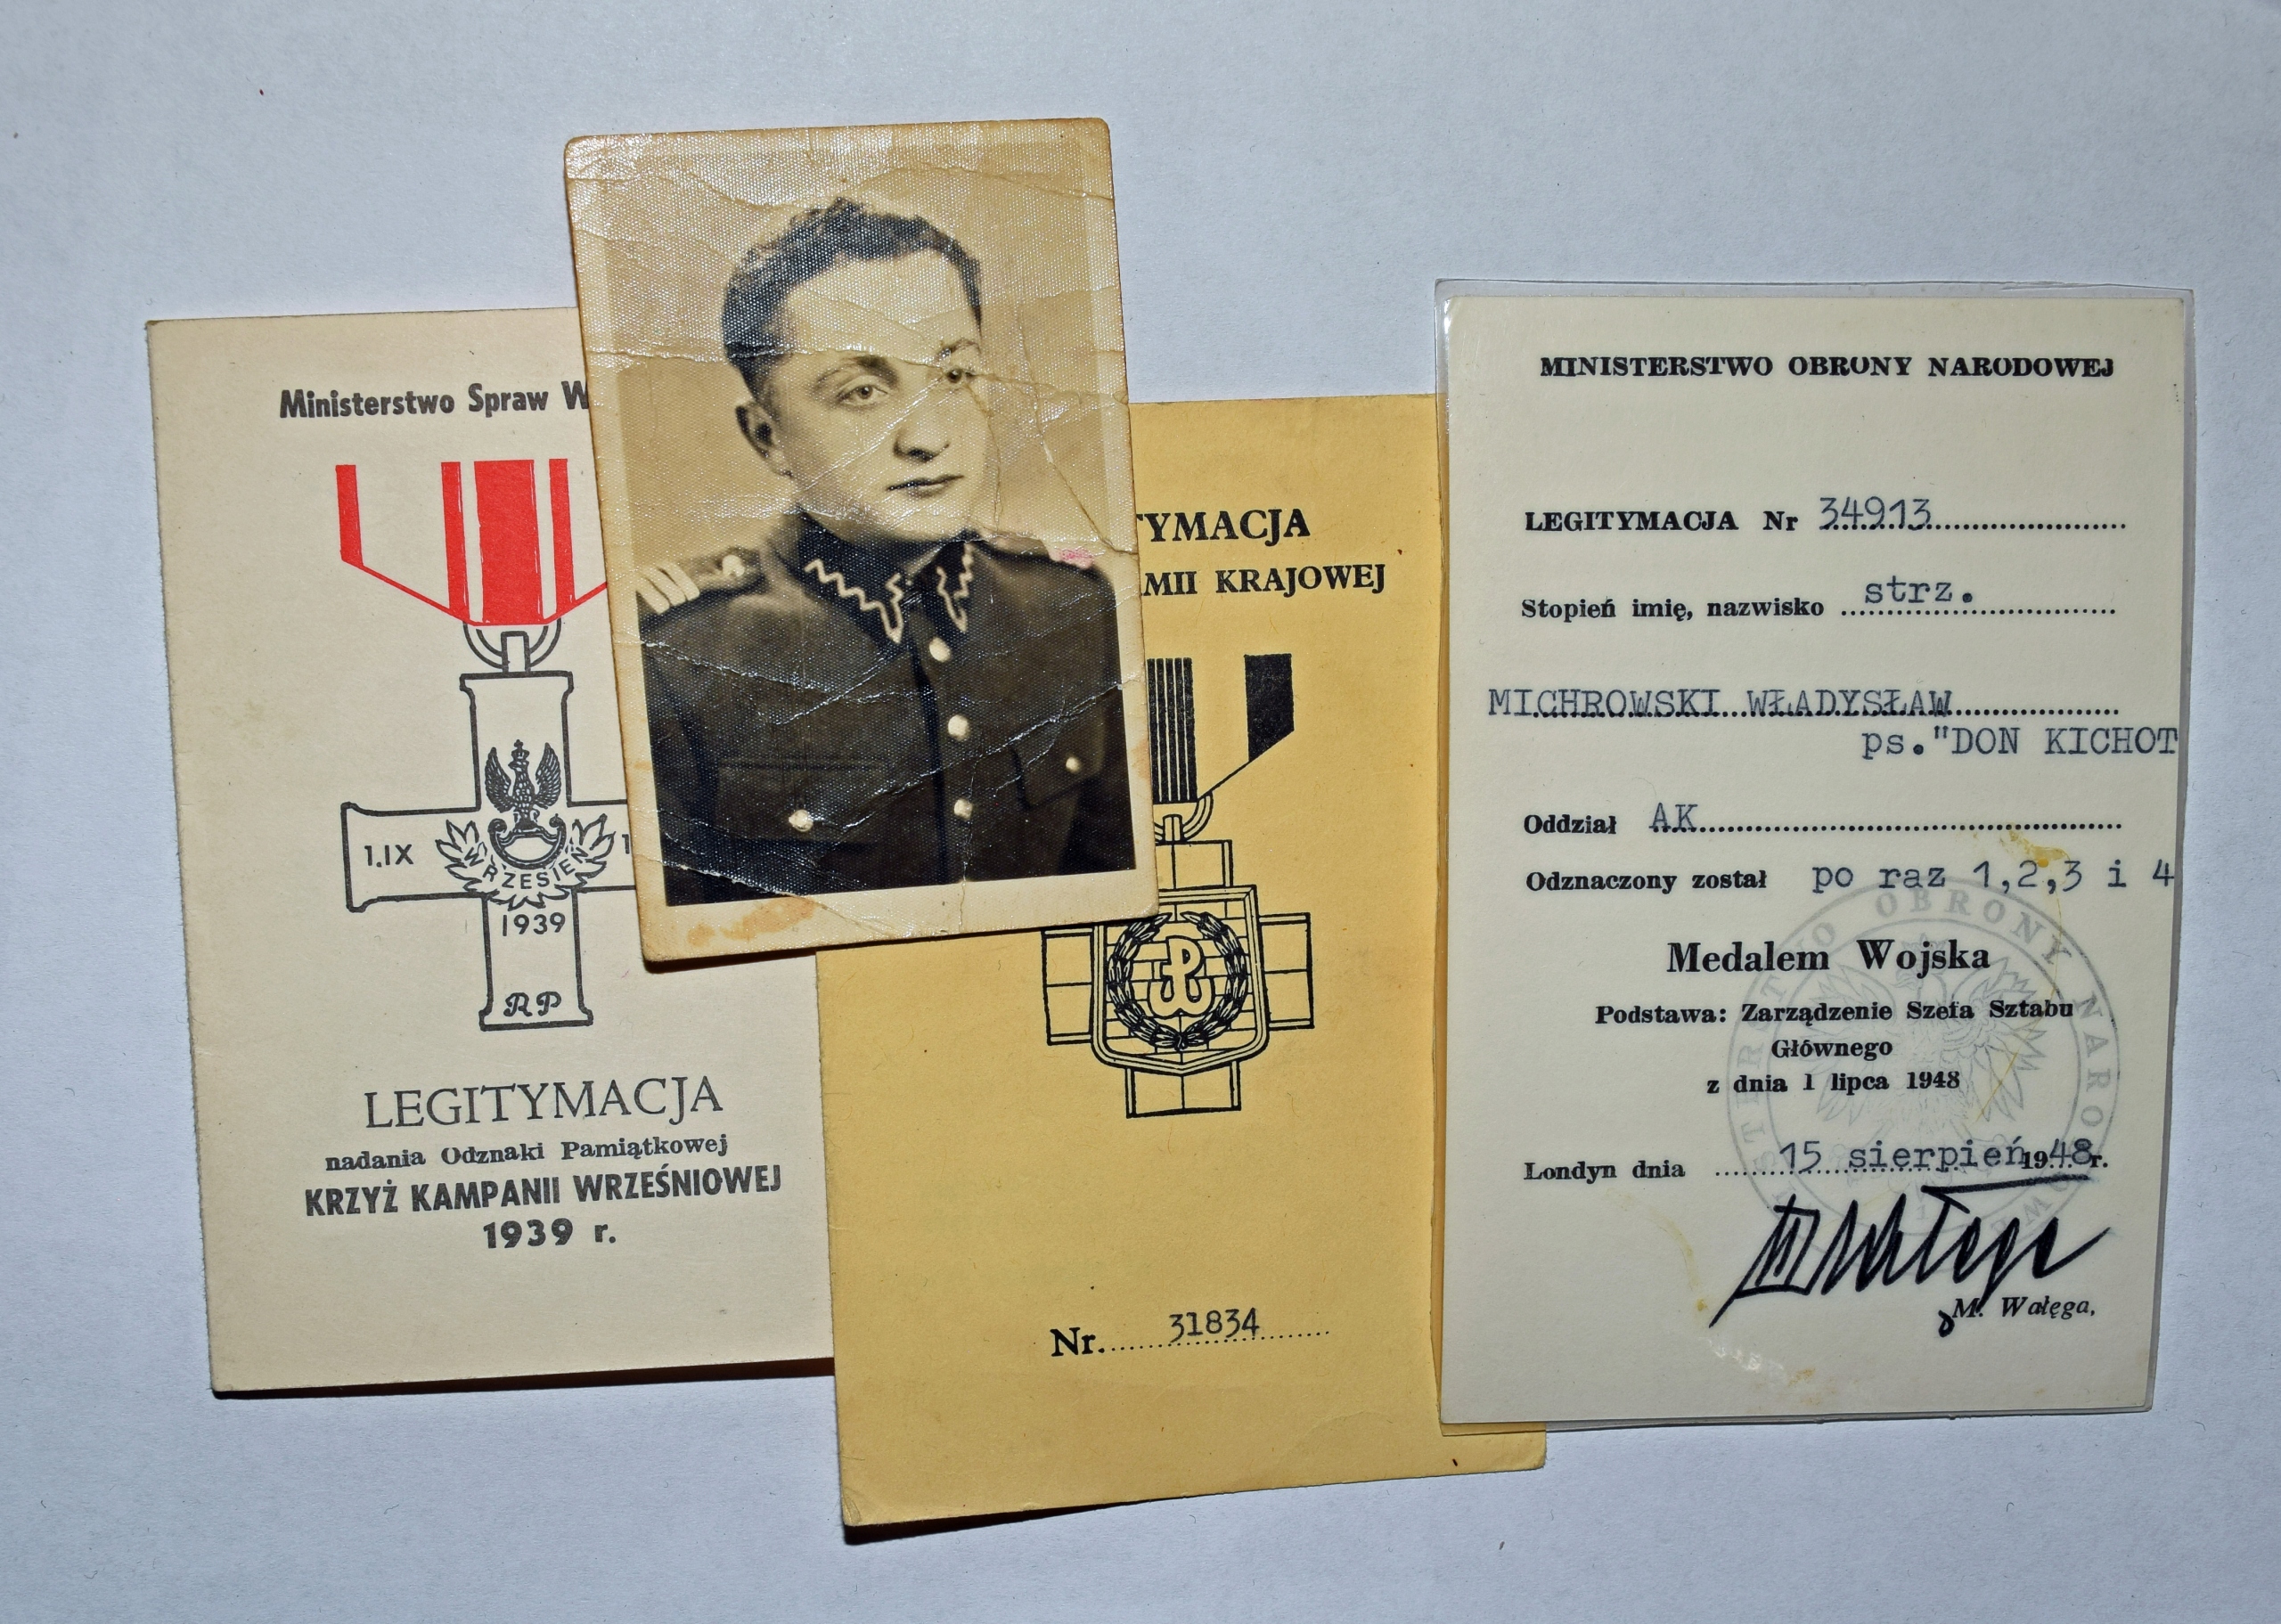 Ministerstwo Spraw
1.IX
WRZESIEŃ
1939
RP
LEGITYMACJA
nadania Odznaki Pamiątkowej
KRZYŻ KAMPANII WRZEŚNIOWEJ
1939 r.
TYMACJA
MII KRAJOWEJ
Nr. 31834
MINISTERSTWO OBRONY NARODOWEJ
LEGITYMACJA Nr 34913
Stopień imię, nazwisko strz.
MICHROWSKI WŁADYSŁAW
ps."DON KICHOT
Oddział AK
Odznaczony został po raz 1,2,3 i 4
Medalem Wojska
Podstawa: Zarządzenie Szefa Sztabu
Głównego
z dnia 1 lipca 1948
Londyn dnia 15 sierpień 1948 r.
M. Wałęga,